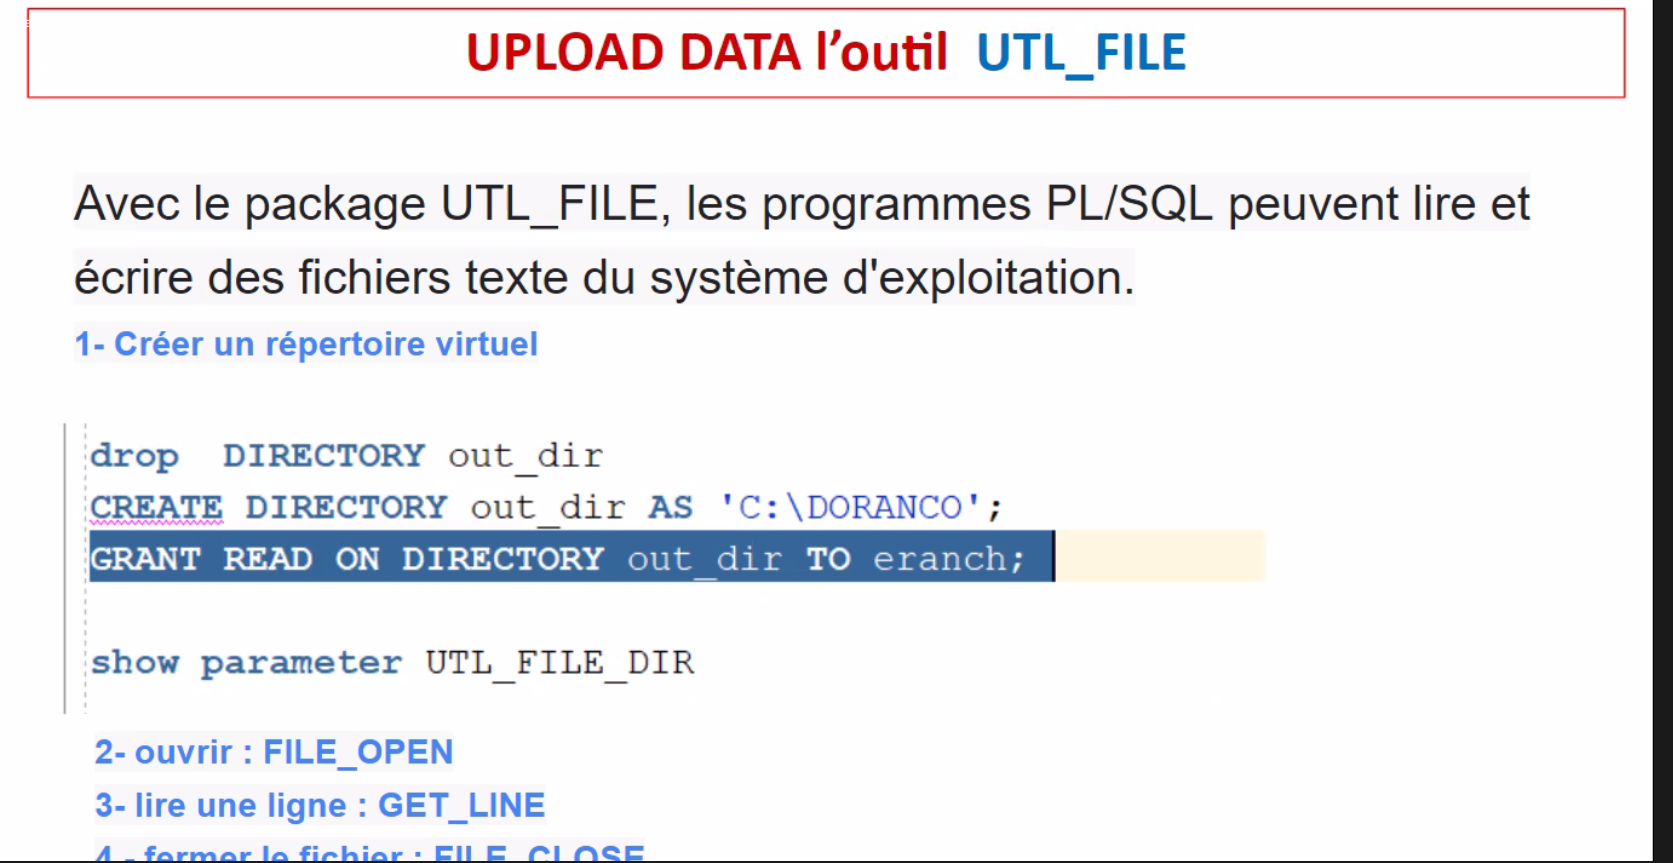 UPLOAD DATA l’outil UTL_FILE
Avec le package UTL_FILE, les programmes PL/SQL peuvent lire et
écrire des fichiers texte du système d'exploitation.
1- Créer un répertoire virtuel
drop  DIRECTORY out_dir
CREATE DIRECTORY out_dir AS 'C:\DORANCO';
GRANT READ ON DIRECTORY out_dir TO eranch;
show parameter UTL_FILE_DIR
2- ouvrir : FILE_OPEN
3- lire une ligne : GET_LINE
4 - fermer le fichier : FILE_CLOSE